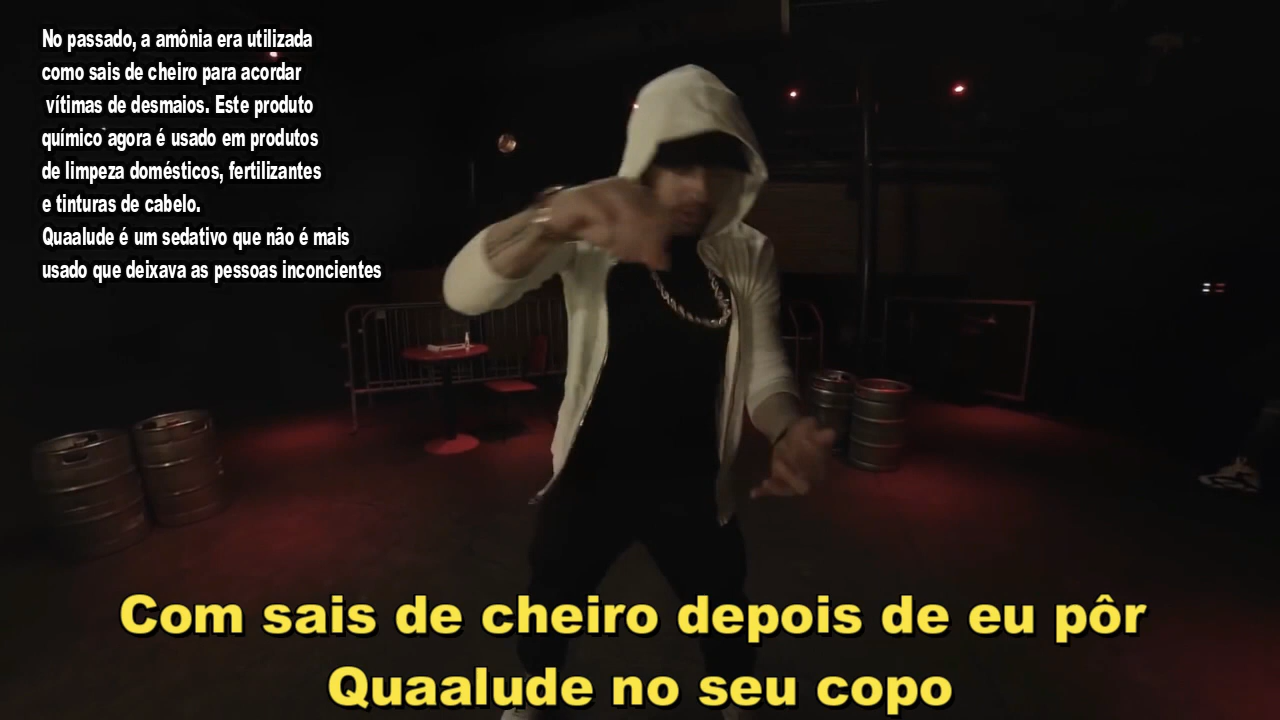 No passado, a amônia era utilizada
como sais de cheiro para acordar
vítimas de desmaios. Este produto
químico agora é usado em produtos
de limpeza domésticos, fertilizantes
e tinturas de cabelo.
Quaalude é um sedativo que não é mais
usado que deixava as pessoas inconcientes
Com sais de cheiro depois de eu pôr
Quaalude no seu copo